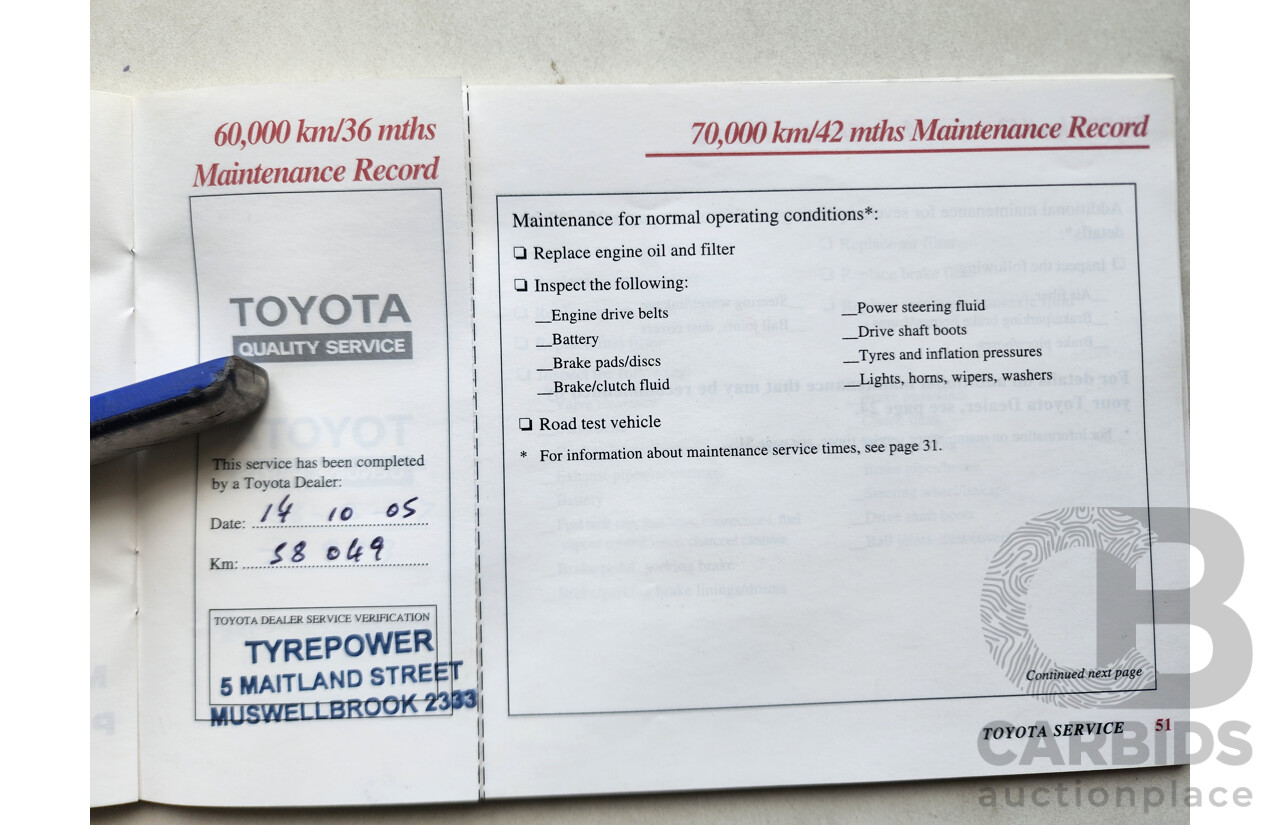 60,000 km/36 mths
Maintenance Record
TOYOTA
QUALITY SERVICE
This service has been completed
by a Toyota Dealer:
Date: 14 10 05
Km: 58 049
TOYOTA DEALER SERVICE VERIFICATION
TYREPOWER
5 MAITLAND STREET
MUSWELLBROOK 2333
70,000 km/42 mths Maintenance Record
Maintenance for normal operating conditions*:
❑ Replace engine oil and filter
❑ Inspect the following:
__Engine drive belts
__Battery
__Brake pads/discs
__Brake/clutch fluid
__Power steering fluid
__Drive shaft boots
__Tyres and inflation pressures
__Lights, horns, wipers, washers
❑ Road test vehicle
* For information about maintenance service times, see page 31.
Continued next page
TOYOTA SERVICE 51
CB
CARBIDS
auctionplace